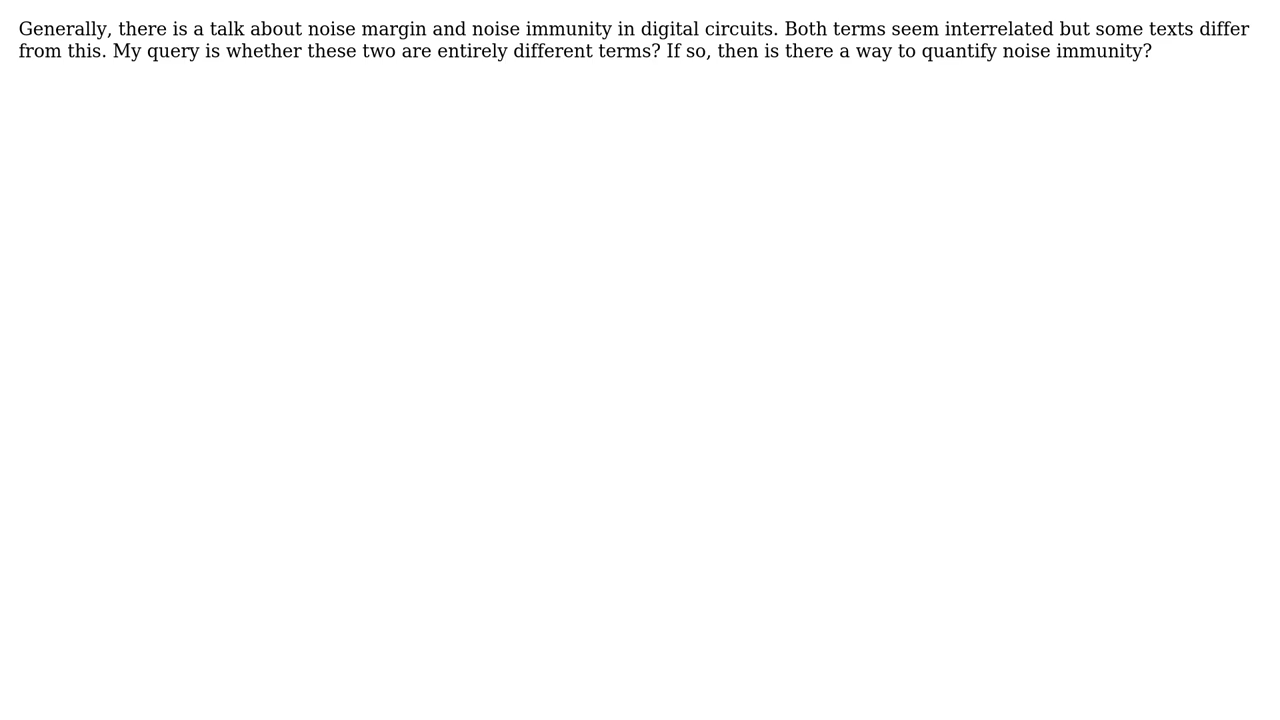 Generally, there is a talk about noise margin and noise immunity in digital circuits. Both terms seem interrelated but some texts differ
from this. My query is whether these two are entirely different terms? If so, then is there a way to quantify noise immunity?